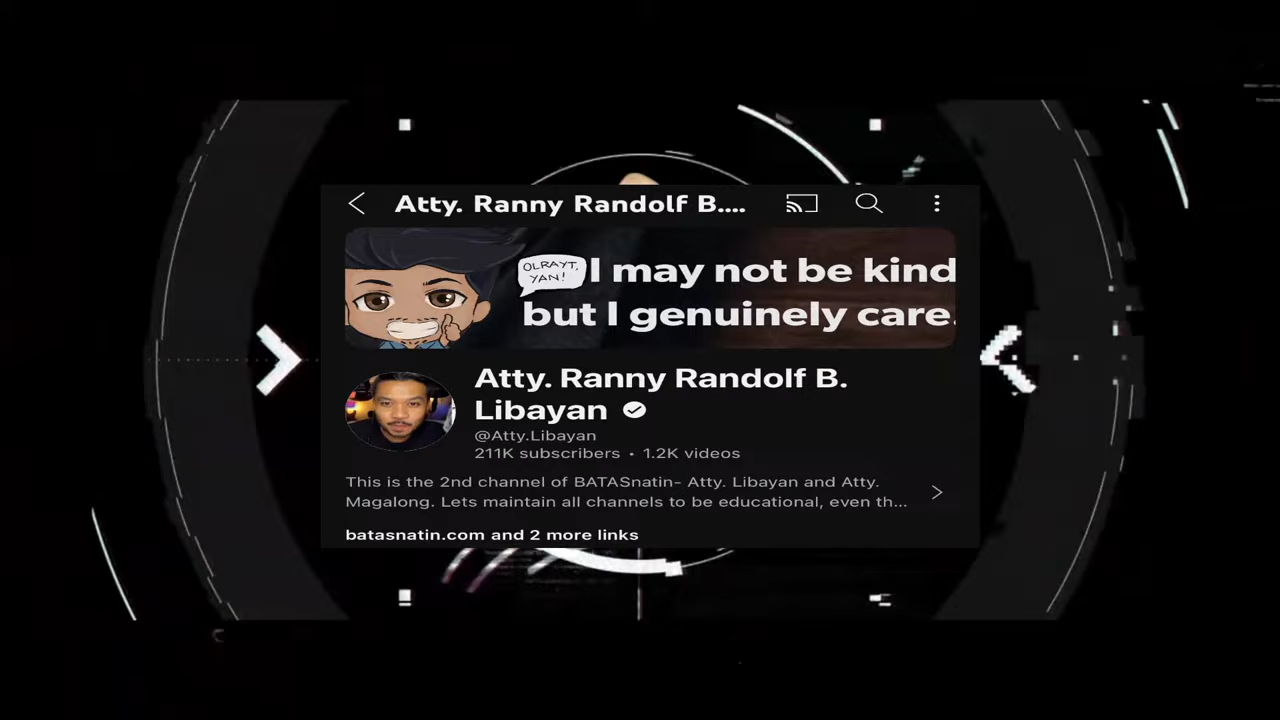 Atty. Ranny Randolf B....
OLRAYT,
YAN!
I may not be kind
but I genuinely care.
Atty. Ranny Randolf B.
Libayan
@Atty.Libayan
211K subscribers • 1.2K videos
This is the 2nd channel of BATASnatin- Atty. Libayan and Atty.
Magalong. Lets maintain all channels to be educational, even th...
batasnatin.com and 2 more links